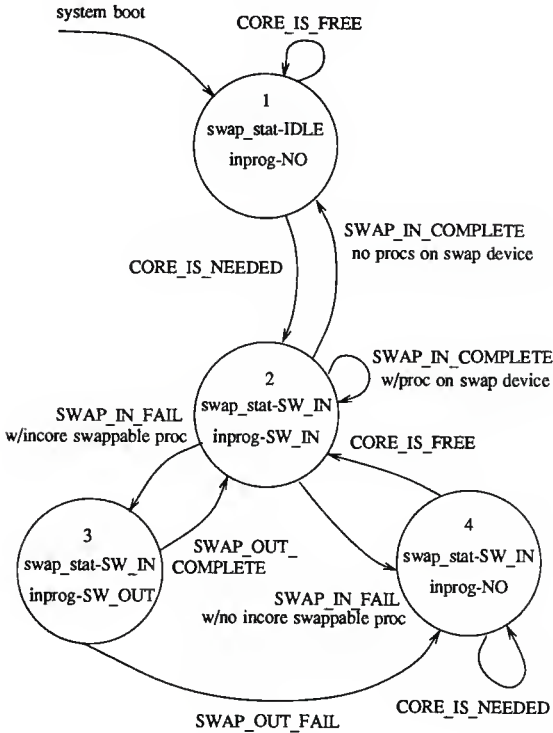 system boot
CORE_IS_FREE
1
swap_stat-IDLE
inprog-NO
SWAP_IN_COMPLETE
no procs on swap device
CORE_IS_NEEDED
SWAP_IN_COMPLETE
w/proc on swap device
2
swap_stat-SW_IN
inprog-SW_IN
SWAP_IN_FAIL
w/incore swappable proc
CORE_IS_FREE
3
swap_stat-SW_IN
inprog-SW_OUT
SWAP_OUT_
COMPLETE
4
swap_stat-SW_IN
inprog-NO
SWAP_IN_FAIL
w/no incore swappable proc
SWAP_OUT_FAIL
CORE_IS_NEEDED